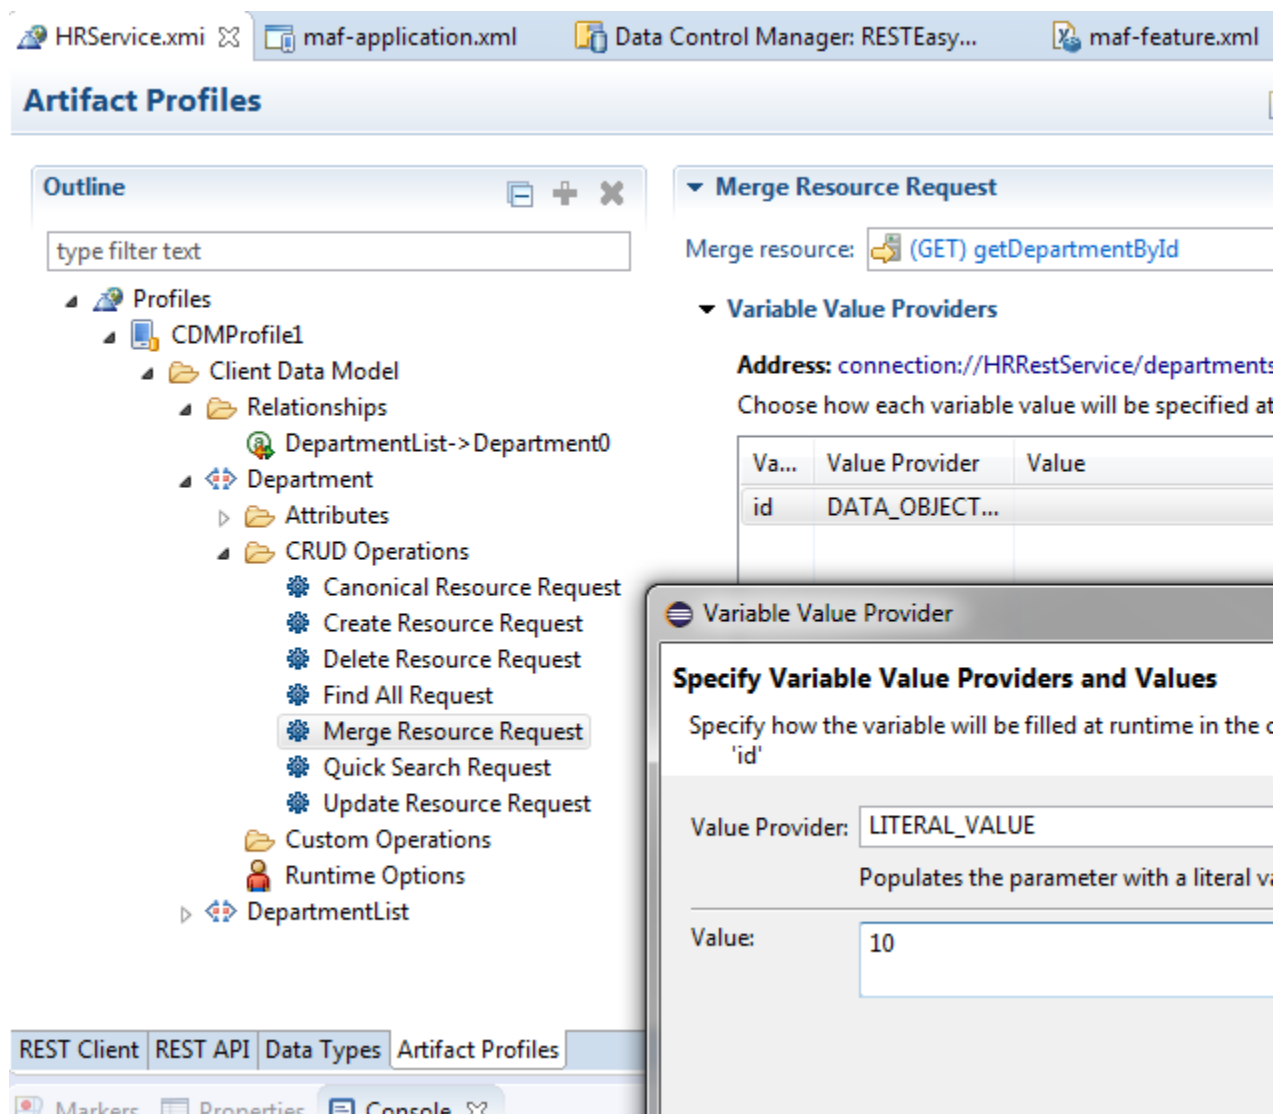 HRService.xmi
maf-application.xml
Data Control Manager: RESTEasy...
maf-feature.xml
Artifact Profiles
Outline
type filter text
Profiles
CDMProfile1
Client Data Model
Relationships
DepartmentList->Department0
Department
Attributes
CRUD Operations
Canonical Resource Request
Create Resource Request
Delete Resource Request
Find All Request
Merge Resource Request
Quick Search Request
Update Resource Request
Custom Operations
Runtime Options
DepartmentList
Merge Resource Request
Merge resource: (GET) getDepartmentById
Variable Value Providers
Address: connection://HRRestService/departments
Choose how each variable value will be specified at
Va... Value Provider Value
id DATA_OBJECT...
Variable Value Provider
Specify Variable Value Providers and Values
Specify how the variable will be filled at runtime in the
'id'
Value Provider: LITERAL_VALUE
Populates the parameter with a literal
Value: 10
REST Client REST API Data Types Artifact Profiles
Markers Properties Console